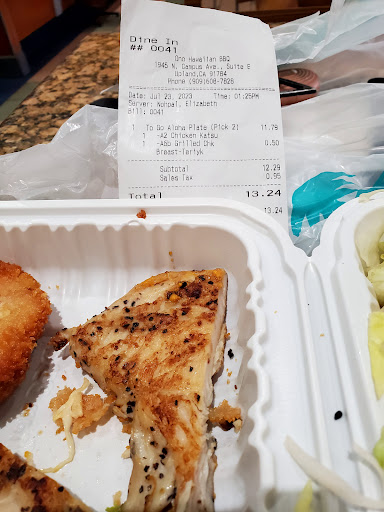 Dine In
## 0041
Ono Hawaiian BBQ
1945 N. Campus Ave., Suite B
Upland, CA 91784
Phone (909)608-7826
Date: Jul 23, 2020 Time: 01:25PM
Server: Nohpal, Elizabeth
Bill: 0041
1 To Go Aloha Plate (Pick 2) 11.79
1 -A2 Chicken Katsu
1 -A6b Grilled Chk 0.50
Breast-Teriyk
Subtotal 12.29
Sales Tax 0.95
Total 13.24
13.24